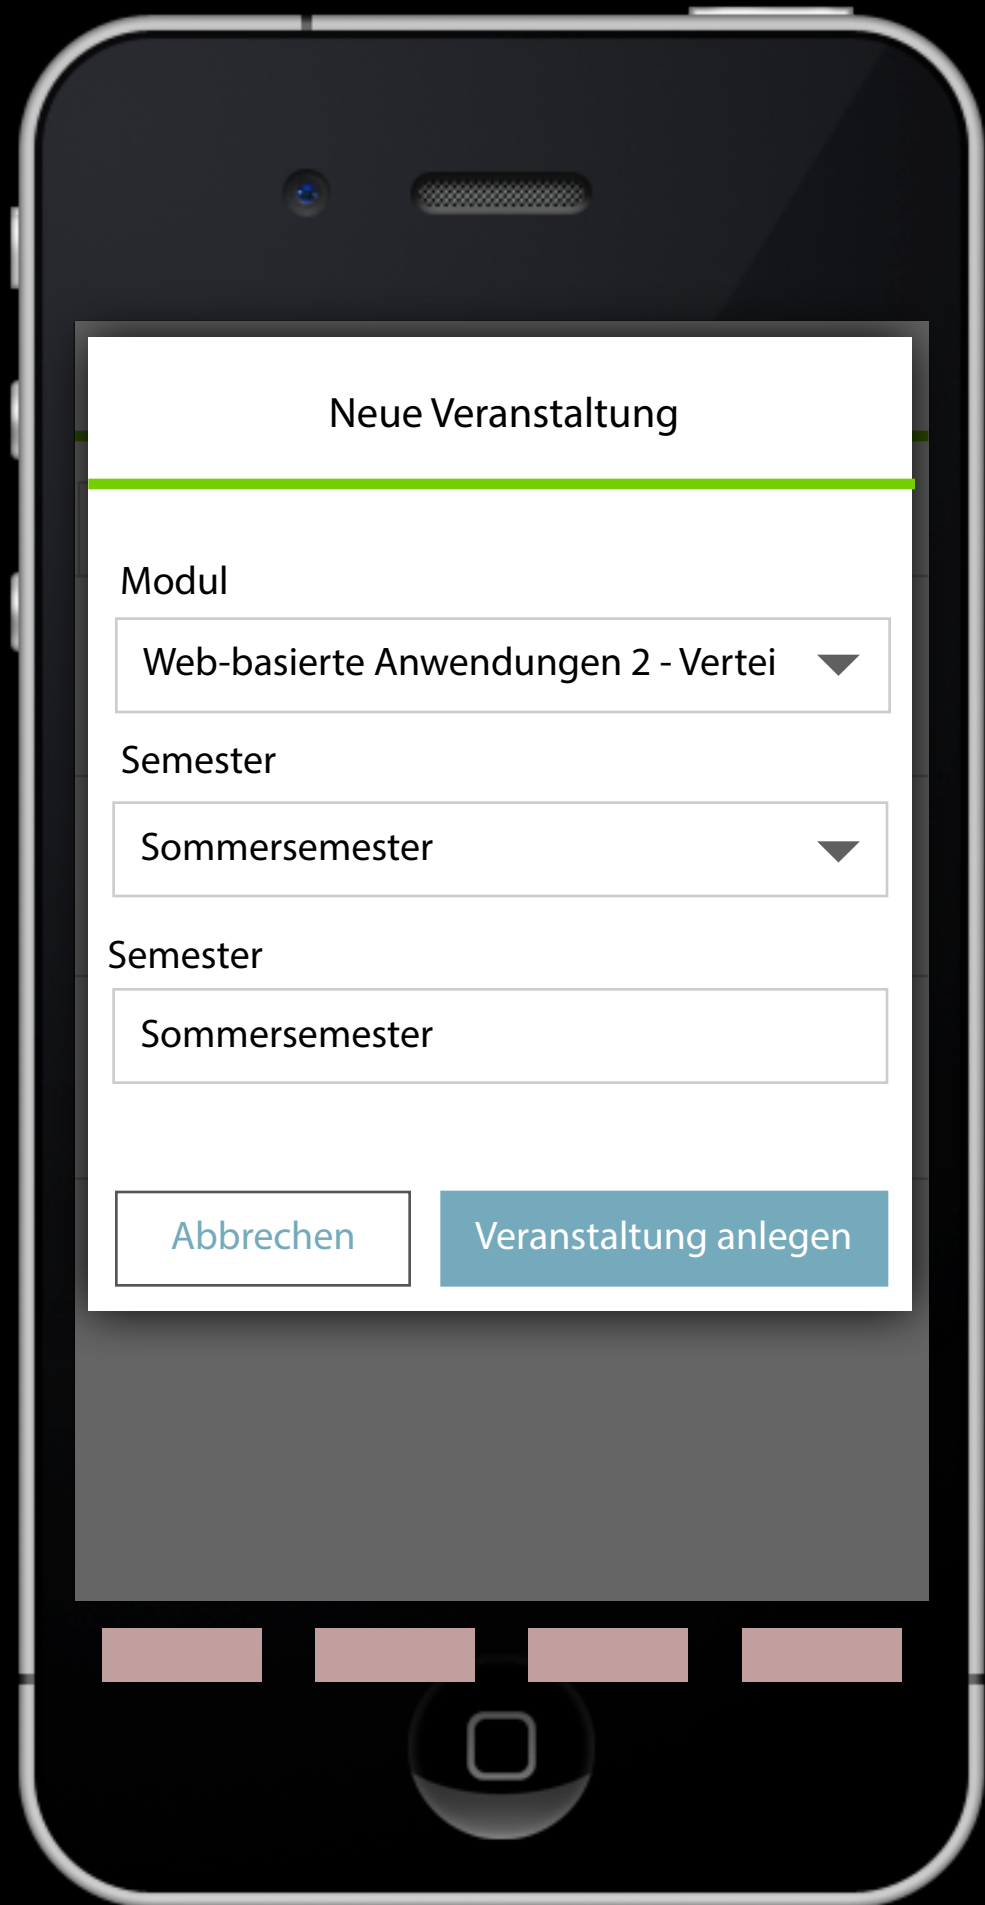 Neue Veranstaltung
Modul
Web-basierte Anwendungen 2 - Vertei
Semester
Sommersemester
Semester
Sommersemester
Abbrechen
Veranstaltung anlegen